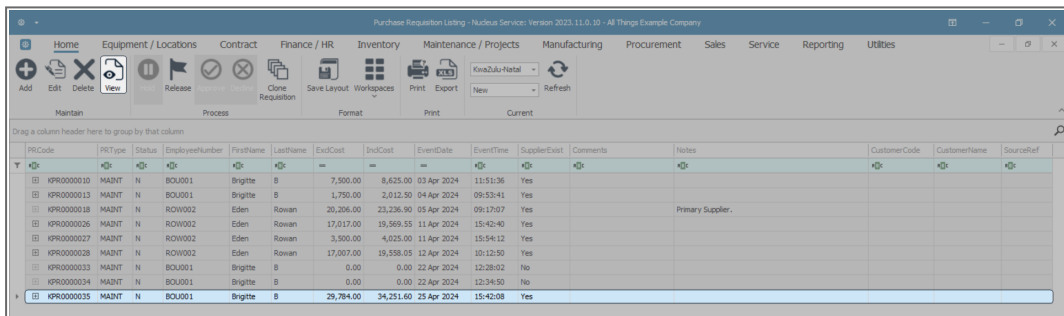 Purchase Requisition Listing - Nucleus Service: Version 2023.11.0.10 - All Things Example Company
Home Equipment / Locations Contract Finance / HR Inventory Maintenance / Projects Manufacturing Procurement Sales Service Reporting Utilities
Add Edit Delete View Hold Release Approve Decline Clone Requisition Save Layout Workspaces Print Export KwaZulu-Natal New Refresh
Maintain Process Format Print Current
Drag a column header here to group by that column
PRCode PRType Status EmployeeNumber FirstName LastName ExclCost InclCost EventDate EventTime SupplierExist Comments Notes CustomerCode CustomerName SourceRef
KPR0000010 MAINT N BOU001 Brigitte B 7,500.00 8,625.00 03 Apr 2024 11:51:36 Yes
KPR0000013 MAINT N BOU001 Brigitte B 1,750.00 2,012.50 04 Apr 2024 09:53:41 Yes
KPR0000018 MAINT N ROW002 Eden Rowan 20,206.00 23,236.90 05 Apr 2024 09:17:07 Yes Primary Supplier.
KPR0000026 MAINT N ROW002 Eden Rowan 17,017.00 19,569.55 11 Apr 2024 15:42:40 Yes
KPR0000027 MAINT N ROW002 Eden Rowan 3,500.00 4,025.00 11 Apr 2024 15:54:12 Yes
KPR0000028 MAINT N ROW002 Eden Rowan 17,007.00 19,558.05 12 Apr 2024 10:12:50 Yes
KPR0000033 MAINT N BOU001 Brigitte B 0.00 0.00 22 Apr 2024 12:28:02 No
KPR0000034 MAINT N BOU001 Brigitte B 0.00 0.00 22 Apr 2024 12:34:50 No
KPR0000035 MAINT N BOU001 Brigitte B 29,784.00 34,251.60 25 Apr 2024 15:42:08 Yes